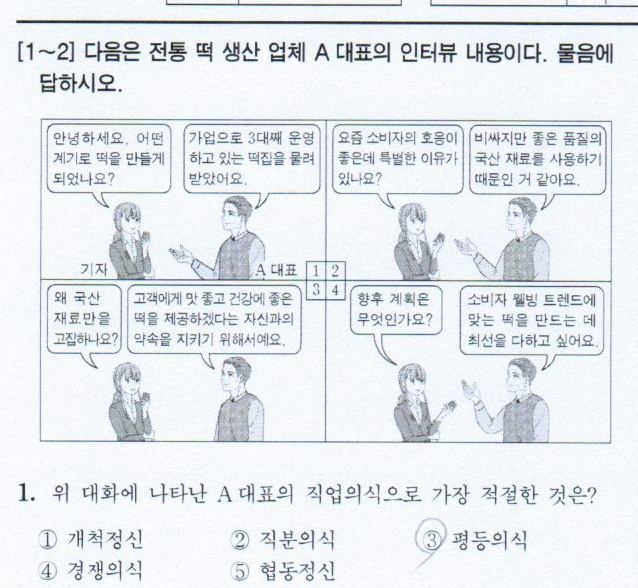 [1~2] 다음은 전통 떡 생산 업체 A 대표의 인터뷰 내용이다. 물음에
답하시오.
안녕하세요. 어떤
계기로 떡을 만들게
되었나요?
가업으로 3대째 운영
하고 있는 떡집을 물려
받았어요.
기자
A 대표
1
요즘 소비자의 호응이
좋은데 특별한 이유가
있나요?
비싸지만 좋은 품질의
국산 재료를 사용하기
때문인 거 같아요.
2
왜 국산
재료만을
고집하나요?
고객에게 맛 좋고 건강에 좋은
떡을 제공하겠다는 자신과의
약속을 지키기 위해서예요.
3
향후 계획은
무엇인가요?
소비자 웰빙 트렌드에
맞는 떡을 만드는 데
최선을 다하고 싶어요.
4
1. 위 대화에 나타난 A 대표의 직업의식으로 가장 적절한 것은?
① 개척정신 ② 직분의식 ③ 평등의식
④ 경쟁의식 ⑤ 협동정신